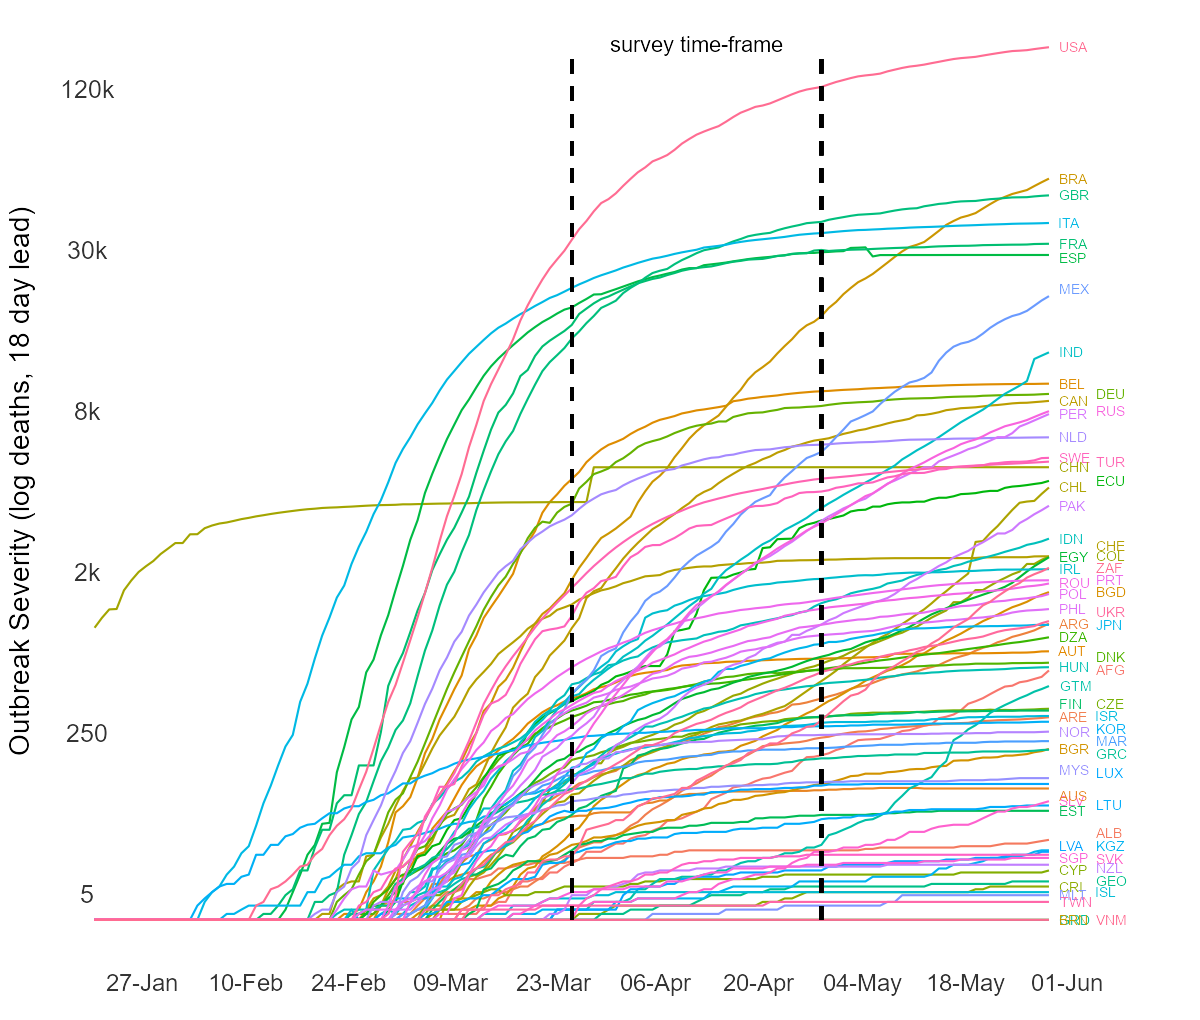 survey time-frame
Outbreak Severity (log deaths, 18 day lead)
120k
30k
8k
2k
250
5
27-Jan
10-Feb
24-Feb
09-Mar
23-Mar
06-Apr
20-Apr
04-May
18-May
01-Jun
USA
BRA
GBR
ITA
FRA
ESP
MEX
IND
BEL
DEU
CAN
RUS
PER
NLD
SWE
TUR
CHN
ECU
CHL
PAK
IDN
CHE
EGY
COL
IRL
ZAF
ROU
PRT
POL
BGD
PHL
UKR
ARG
JPN
DZA
AUT
DNK
HUN
AFG
GTM
FIN
CZE
ARE
ISR
NOR
KOR
MAR
BGR
GRC
MYS
LUX
AUS
LTU
EST
ALB
LVA
KGZ
SGP
SVK
CYP
NZL
GEO
CRI
MLT
ISL
TWN
VNM